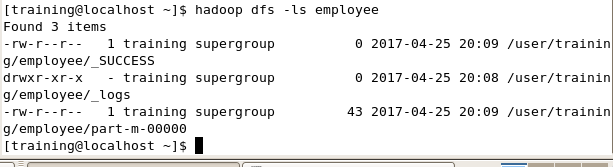 [training@localhost ~]$ hadoop dfs -ls employee
Found 3 items
-rw-r--r--   1 training supergroup          0 2017-04-25 20:09 /user/trainin
g/employee/_SUCCESS
drwxr-xr-x   - training supergroup          0 2017-04-25 20:08 /user/trainin
g/employee/_logs
-rw-r--r--   1 training supergroup         43 2017-04-25 20:09 /user/trainin
g/employee/part-m-00000
[training@localhost ~]$